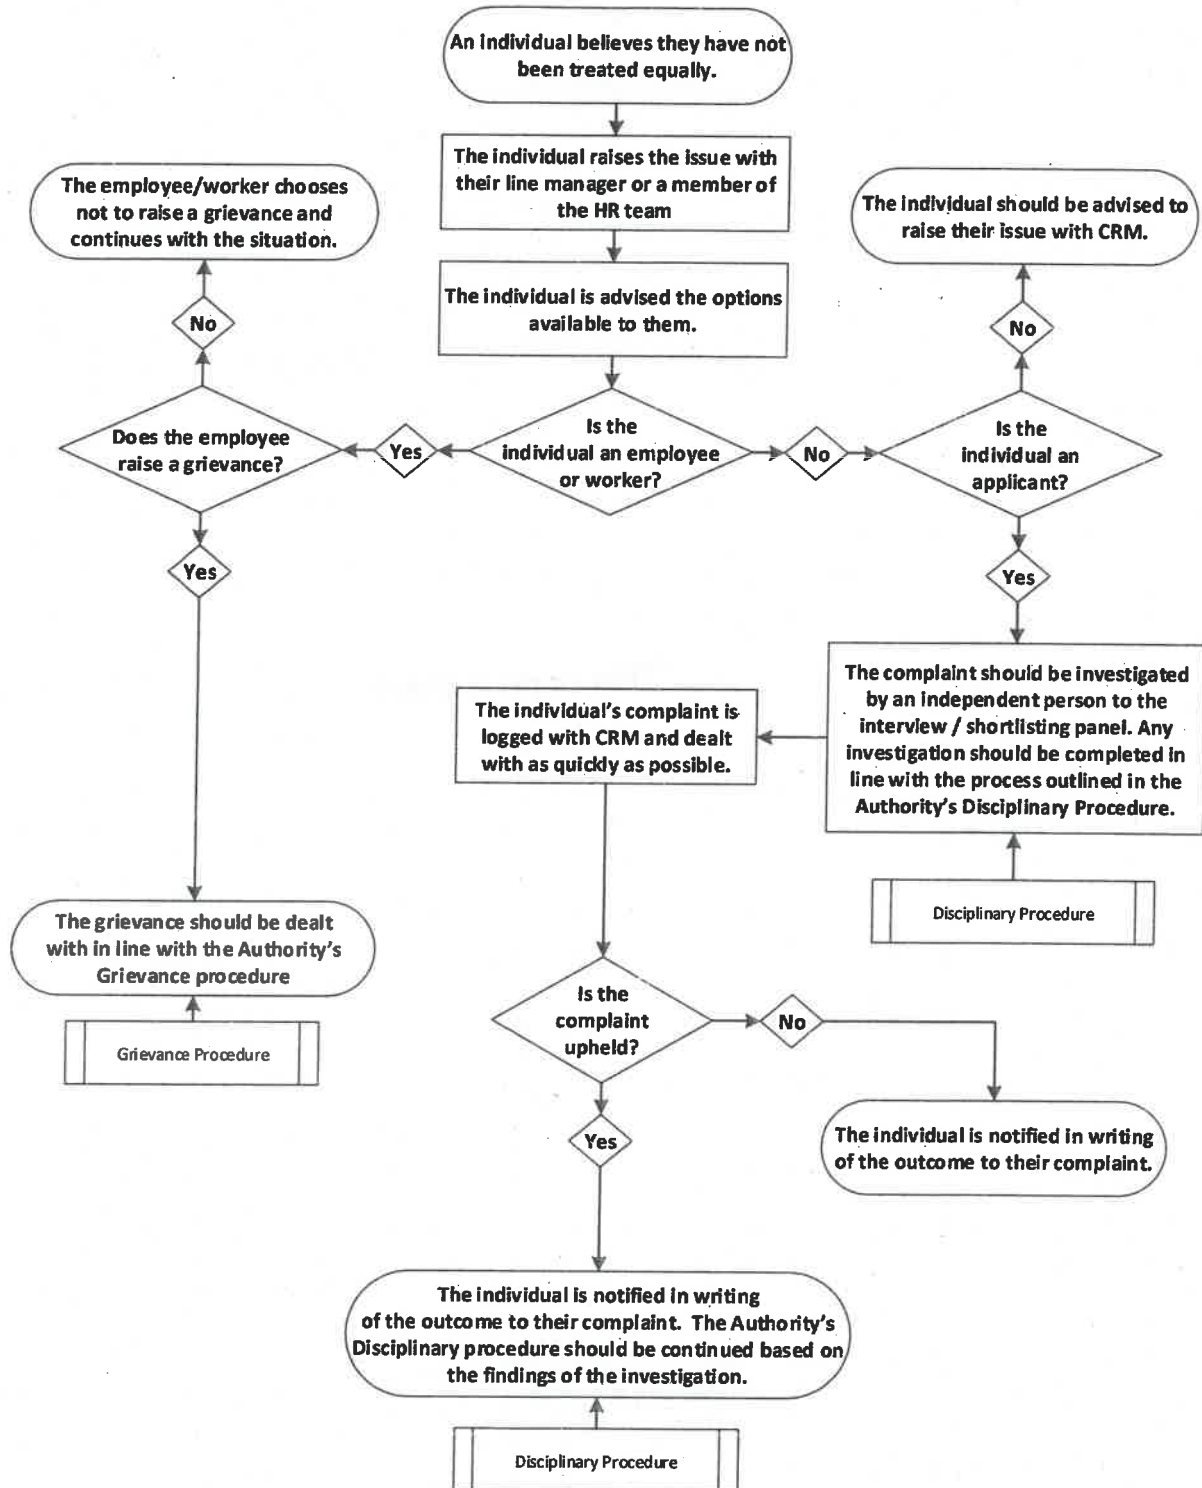 An individual believes they have not
been treated equally.
The individual raises the issue with
their line manager or a member of
the HR team
The employee/worker chooses
not to raise a grievance and
continues with the situation.
The individual should be advised to
raise their issue with CRM.
The individual is advised the options
available to them.
No
No
Does the employee
raise a grievance?
Yes
Is the
individual an employee
or worker?
No
Is the
individual an
applicant?
Yes
Yes
The complaint should be investigated
by an independent person to the
interview / shortlisting panel. Any
investigation should be completed in
line with the process outlined in the
Authority's Disciplinary Procedure.
The individual's complaint is
logged with CRM and dealt
with as quickly as possible.
Disciplinary Procedure
The grievance should be dealt
with in line with the Authority's
Grievance procedure
Grievance Procedure
Is the
complaint
upheld?
No
Yes
The individual is notified in writing
of the outcome to their complaint.
The individual is notified in writing
of the outcome to their complaint. The Authority's
Disciplinary procedure should be continued based on
the findings of the investigation.
Disciplinary Procedure